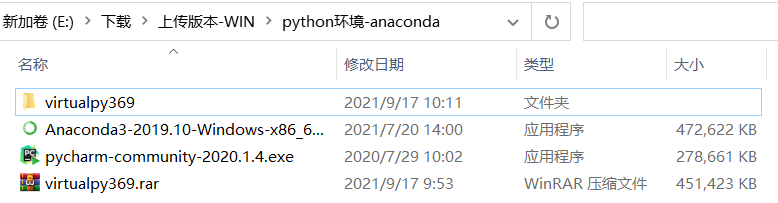 新加卷 (E:) > 下载 > 上传版本-WIN > python环境-anaconda
名称 修改日期 类型 大小
virtualpy369 2021/9/17 10:11 文件夹
Anaconda3-2019.10-Windows-x86_6... 2021/7/20 14:00 应用程序 472,622 KB
pycharm-community-2020.1.4.exe 2020/7/29 10:02 应用程序 278,661 KB
virtualpy369.rar 2021/9/17 9:53 WinRAR 压缩文件 451,423 KB